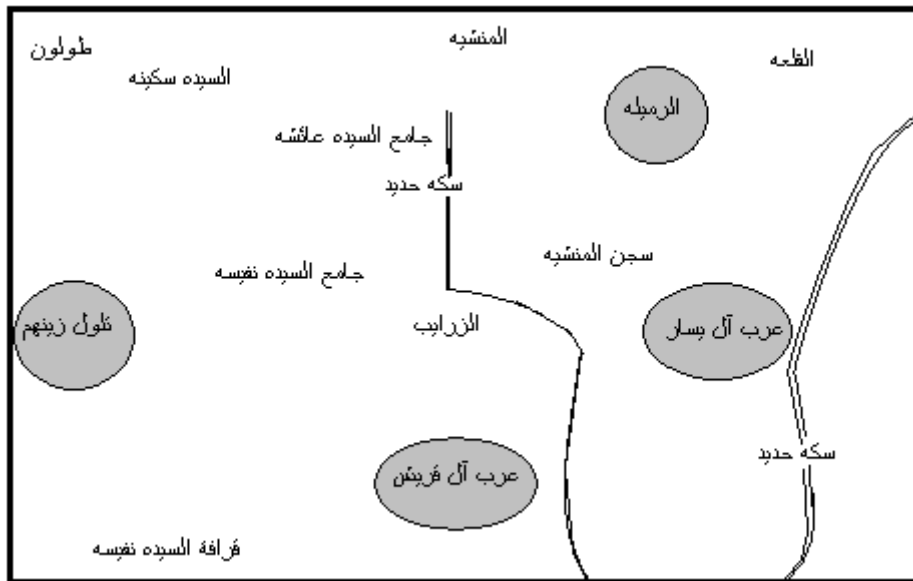 المنشيه
طولون
القلعه
السيده سكينه
الرميله
جامع السيده عائشه
سكه حديد
سجن المنشيه
جامع السيده نفيسه
تلول زينهم
الزرايب
عرب آل يسار
سكه حديد
عرب آل قريش
قرافة السيده نفيسه